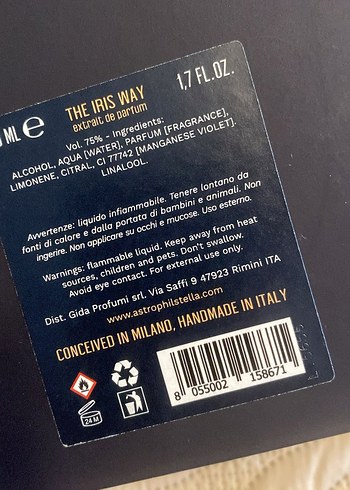 ML e
THE IRIS WAY
extrait de parfum
1,7 FL.OZ.
Vol. 75% - Ingredients:
ALCOHOL, AQUA [WATER], PARFUM [FRAGRANCE],
LIMONENE, CITRAL, CI 77742 [MANGANESE VIOLET].
LINALOOL.
Avvertenze: liquido infiammabile. Tenere lontano da
fonti di calore e dalla portata di bambini e animali. Non
ingerire. Non applicare su occhi e mucose. Uso esterno.
Warnings: flammable liquid. Keep away from heat
sources, children and pets. Don't swallow.
Avoid eye contact. For external use only.
Dist. Gida Profumi srl Via Saffi 9 47923 Rimini ITA
www.astrophilstella.com
CONCEIVED IN MILANO, HANDMADE IN ITALY
24 M
8 055002 158671